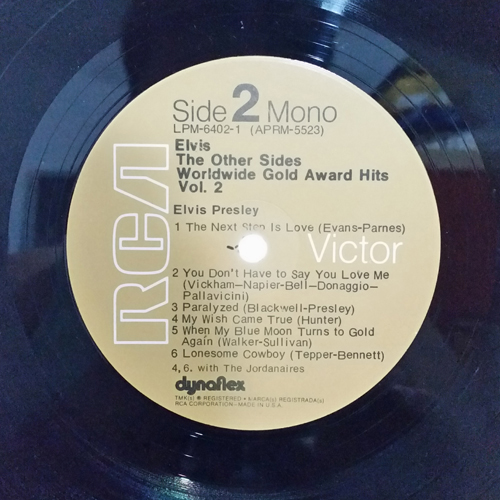 Side 2 Mono
LPM-6402-1 (APRM-5523)
Elvis
The Other Sides
Worldwide Gold Award Hits
Vol. 2
Elvis Presley
1 The Next Step Is Love (Evans-Parnes)
RCA Victor
2 You Don't Have to Say You Love Me
(Vickham-Napier-Bell-Donaggio-
Pallavicini)
3 Paralyzed (Blackwell-Presley)
4 My Wish Came True (Hunter)
5 When My Blue Moon Turns to Gold
Again (Walker-Sullivan)
6 Lonesome Cowboy (Tepper-Bennett)
4, 6. with The Jordanaires
dynaflex
TMK(s) ® REGISTERED • MARCA(s) REGISTRADA(s)
RCA CORPORATION-MADE IN U.S.A.